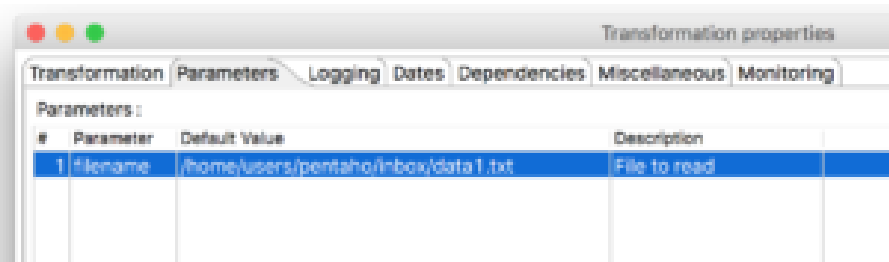 Transformation properties
Transformation Parameters Logging Dates Dependencies Miscellaneous Monitoring
Parameters :
# Parameter Default Value Description
1 filename /home/users/pentaho/inbox/data1.txt File to read